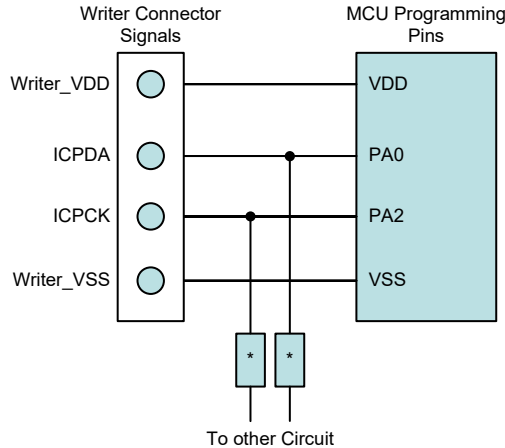 Writer Connector
Signals
MCU Programming
Pins
Writer_VDD
VDD
ICPDA
PA0
ICPCK
PA2
Writer_VSS
VSS
* *
To other Circuit